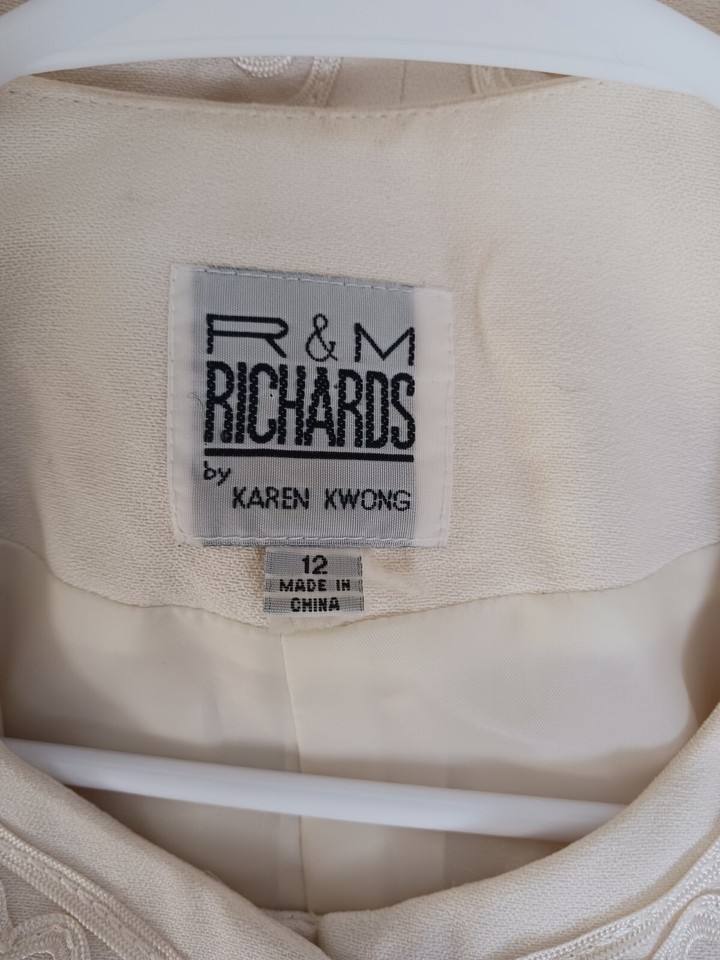 R & M
RICHARDS
by
KAREN KWONG
12
MADE IN
CHINA